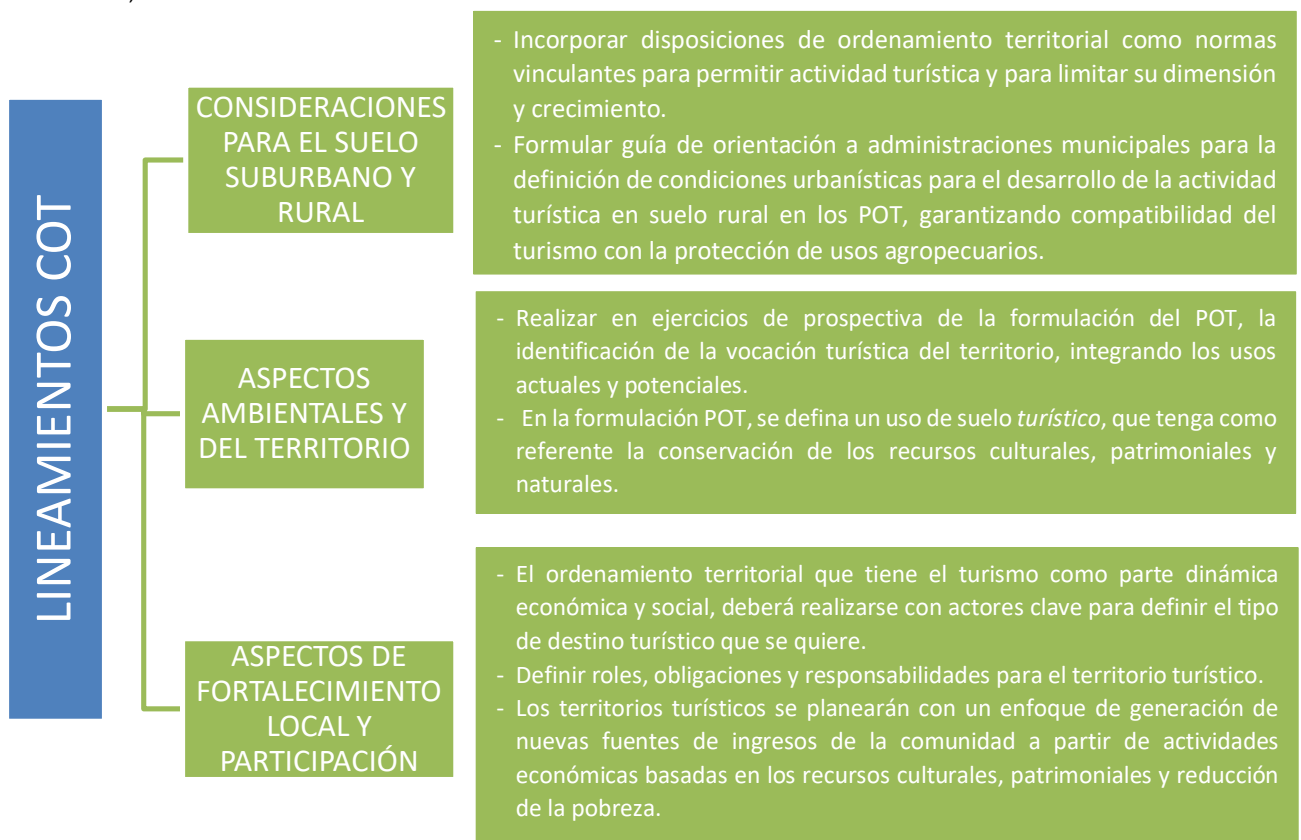 LINEAMIENTOS COT
CONSIDERACIONES
PARA EL SUELO
SUBURBANO Y
RURAL
- Incorporar disposiciones de ordenamiento territorial como normas
vinculantes para permitir actividad turística y para limitar su dimensión
y crecimiento.
- Formular guía de orientación a administraciones municipales para la
definición de condiciones urbanísticas para el desarrollo de la actividad
turística en suelo rural en los POT, garantizando compatibilidad del
turismo con la protección de usos agropecuarios.
ASPECTOS
AMBIENTALES Y
DEL TERRITORIO
- Realizar en ejercicios de prospectiva de la formulación del POT, la
identificación de la vocación turística del territorio, integrando los usos
actuales y potenciales.
- En la formulación POT, se defina un uso de suelo turístico, que tenga como
referente la conservación de los recursos culturales, patrimoniales y
naturales.
ASPECTOS DE
FORTALECIMIENTO
LOCAL Y
PARTICIPACIÓN
- El ordenamiento territorial que tiene el turismo como parte dinámica
económica y social, deberá realizarse con actores clave para definir el tipo
de destino turístico que se quiere.
- Definir roles, obligaciones y responsabilidades para el territorio turístico.
- Los territorios turísticos se planearán con un enfoque de generación de
nuevas fuentes de ingresos de la comunidad a partir de actividades
económicas basadas en los recursos culturales, patrimoniales y reducción
de la pobreza.